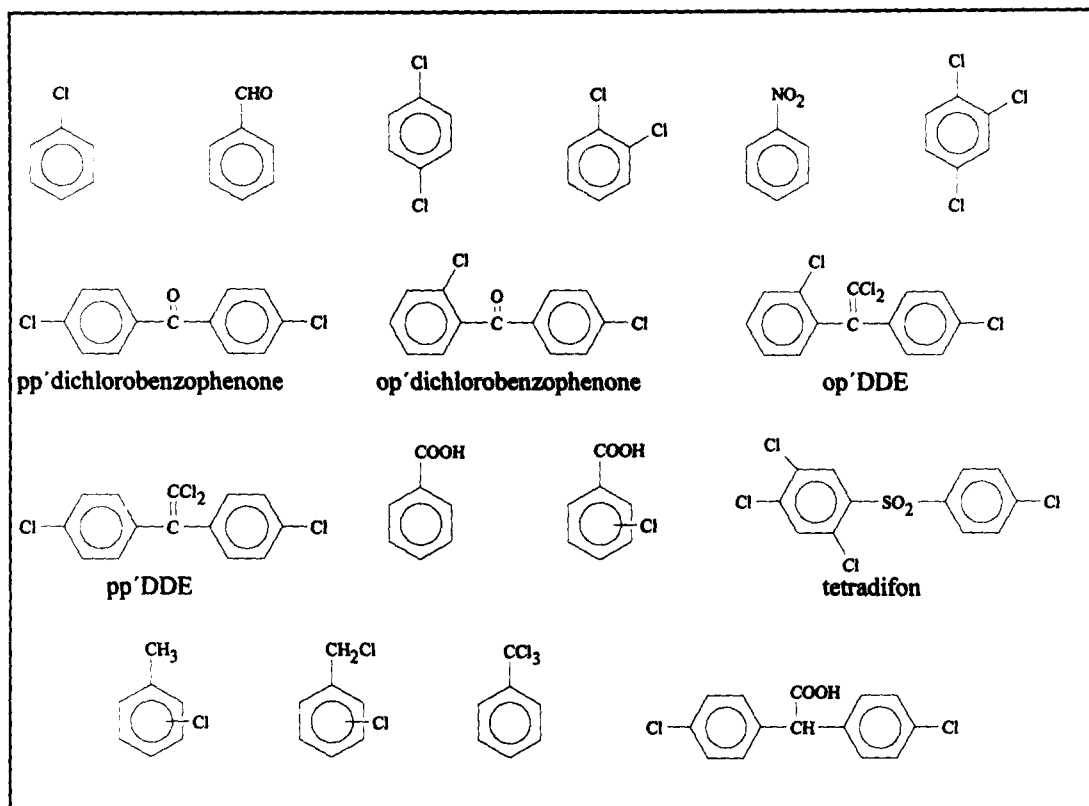 Cl CHO Cl Cl Cl NO2 Cl Cl
Cl Cl
Cl O Cl
pp´dichlorobenzophenone
Cl O C Cl
op´dichlorobenzophenone
Cl CCl2 C Cl
op´DDE
Cl CCl2 C Cl
pp´DDE
COOH
COOH Cl
Cl Cl SO2 Cl Cl
tetradifon
CH3 Cl
CH2Cl Cl
CCl3
COOH Cl CH Cl